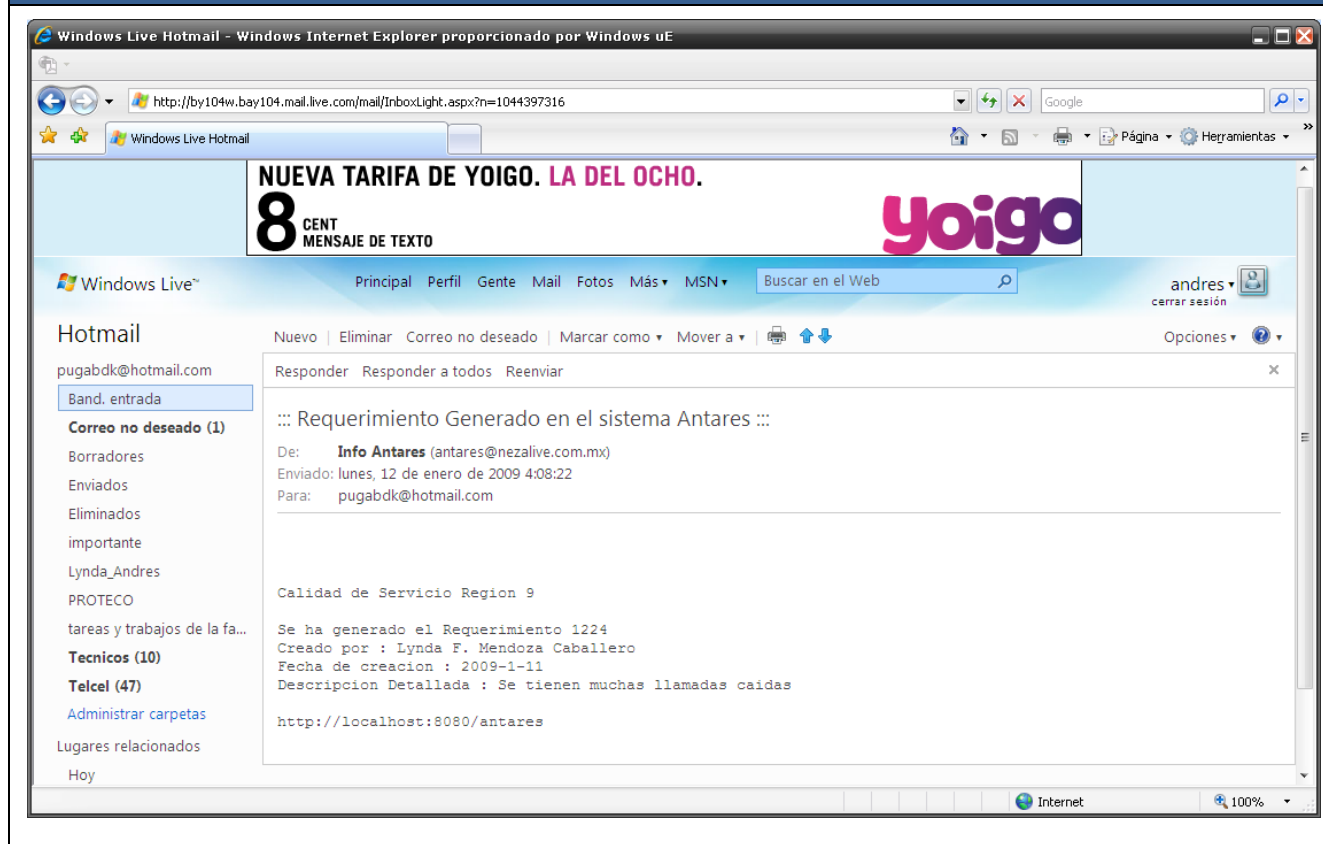 Windows Live Hotmail - Windows Internet Explorer proporcionado por Windows uE
http://by104w.bay104.mail.live.com/mail/InboxLight.aspx?n=1044397316
Google
Windows Live Hotmail
Página
Herramientas
NUEVA TARIFA DE YOIGO. LA DEL OCHO.
8 CENT
MENSAJE DE TEXTO
yoigo
Windows Live™
Principal Perfil Gente Mail Fotos Más MSN
Buscar en el Web
andres
cerrar sesión
Hotmail
Nuevo | Eliminar Correo no deseado | Marcar como Mover a |
Opciones
pugabdk@hotmail.com
Responder Responder a todos Reenviar
Band. entrada
Correo no deseado (1)
Borradores
Enviados
Eliminados
importante
Lynda_Andres
PROTECO
tareas y trabajos de la fa...
Tecnicos (10)
Telcel (47)
Administrar carpetas
Lugares relacionados
Hoy
::: Requerimiento Generado en el sistema Antares :::
De: Info Antares (antares@nezalive.com.mx)
Enviado: lunes, 12 de enero de 2009 4:08:22
Para: pugabdk@hotmail.com
Calidad de Servicio Region 9
Se ha generado el Requerimiento 1224
Creado por : Lynda F. Mendoza Caballero
Fecha de creacion : 2009-1-11
Descripcion Detallada : Se tienen muchas llamadas caidas
http://localhost:8080/antares
Internet
100%